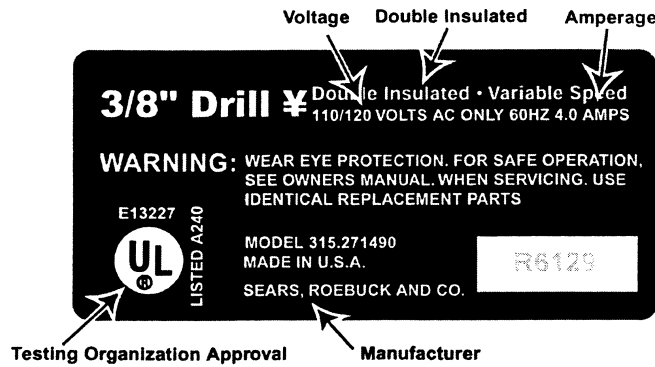 Voltage Double Insulated Amperage
3/8" Drill ¥ Double Insulated • Variable Speed
110/120 VOLTS AC ONLY 60HZ 4.0 AMPS
WARNING: WEAR EYE PROTECTION. FOR SAFE OPERATION,
SEE OWNERS MANUAL. WHEN SERVICING. USE
IDENTICAL REPLACEMENT PARTS
E13227
UL
®
LISTED A240
MODEL 315.271490
MADE IN U.S.A.
SEARS, ROEBUCK AND CO.
R6129
Testing Organization Approval Manufacturer